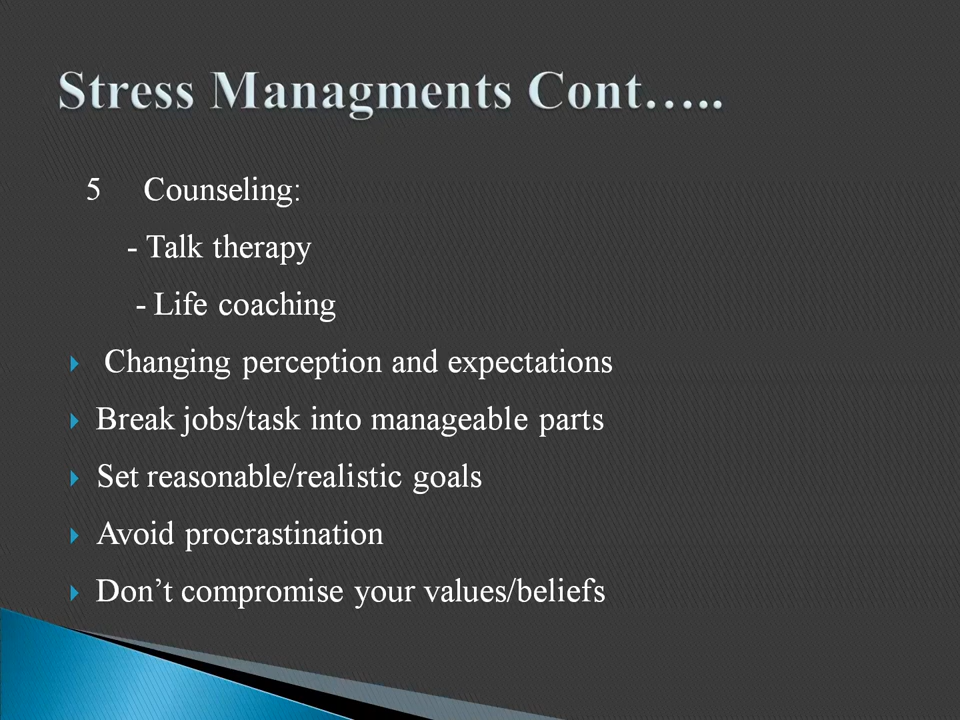 Stress Managments Cont…..
5 Counseling:
- Talk therapy
- Life coaching
Changing perception and expectations
Break jobs/task into manageable parts
Set reasonable/realistic goals
Avoid procrastination
Don’t compromise your values/beliefs